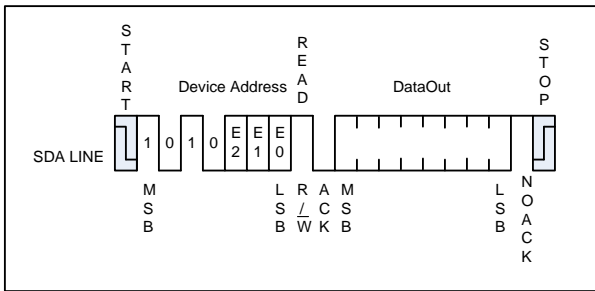 START
READ
STOP
Device Address
DataOut
SDA LINE
1 0 1 0 E2 E1 E0
MSB
LSB
R/W
ACK
MSB
LSB
NOACK